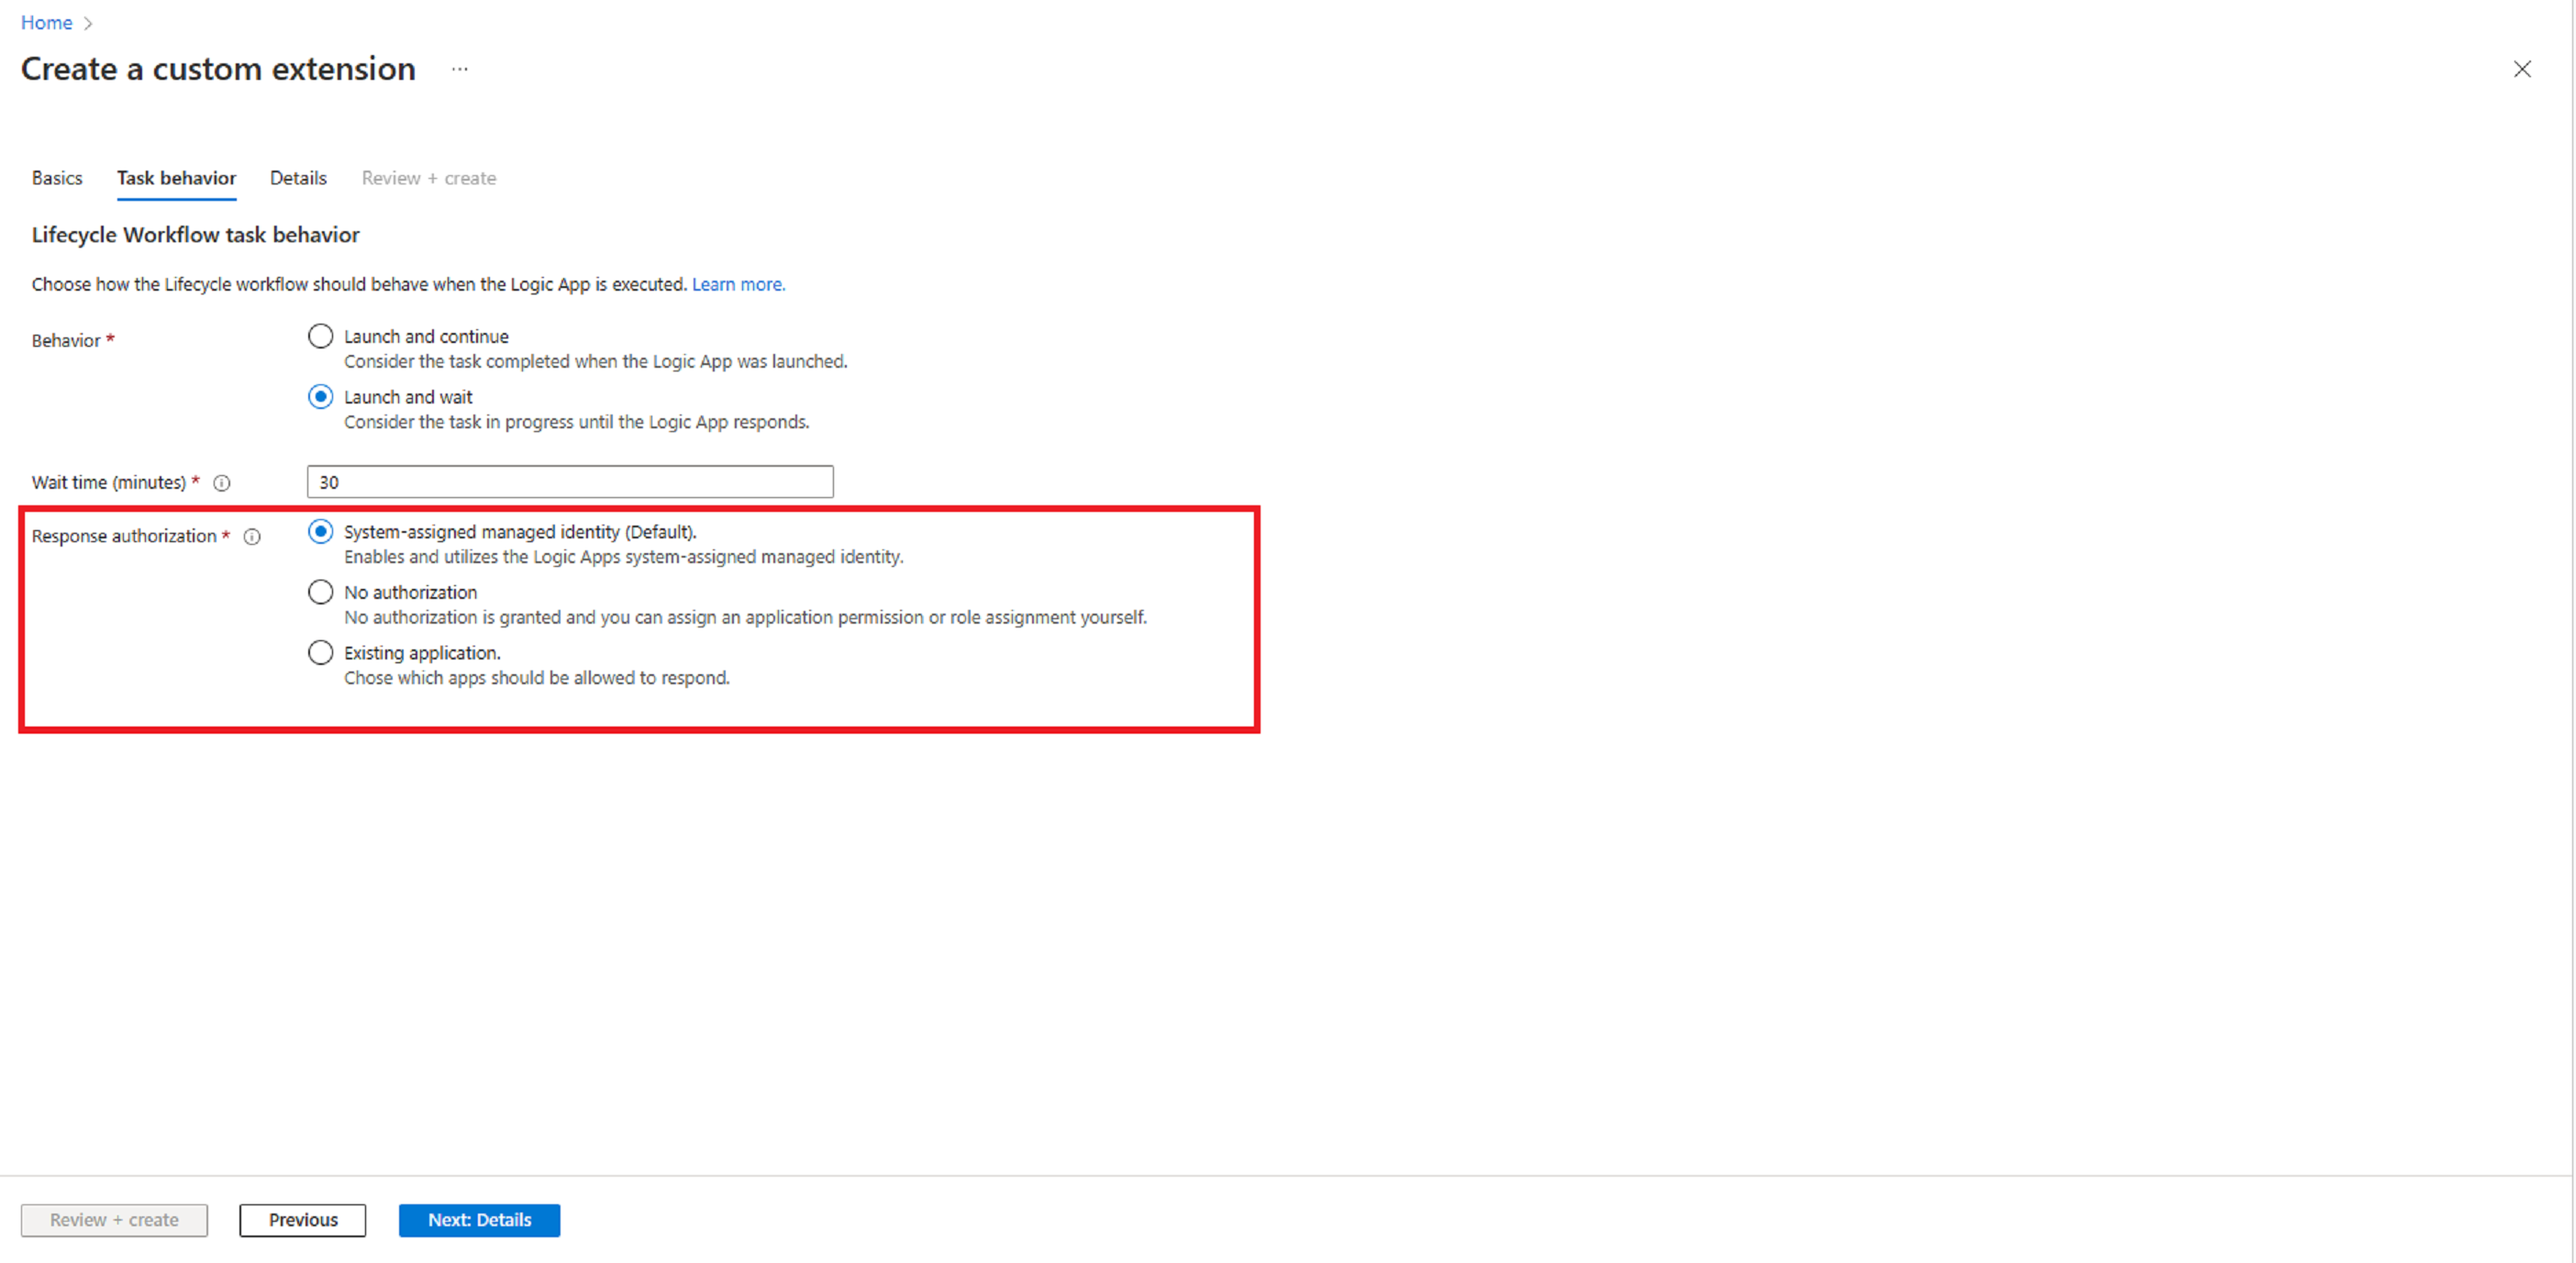 Home >
Create a custom extension ...
Basics Task behavior Details Review + create
Lifecycle Workflow task behavior
Choose how the Lifecycle workflow should behave when the Logic App is executed. Learn more.
Behavior *
Launch and continue
Consider the task completed when the Logic App was launched.
Launch and wait
Consider the task in progress until the Logic App responds.
Wait time (minutes) * 30
Response authorization *
System-assigned managed identity (Default).
Enables and utilizes the Logic Apps system-assigned managed identity.
No authorization
No authorization is granted and you can assign an application permission or role assignment yourself.
Existing application.
Chose which apps should be allowed to respond.
Review + create Previous Next: Details